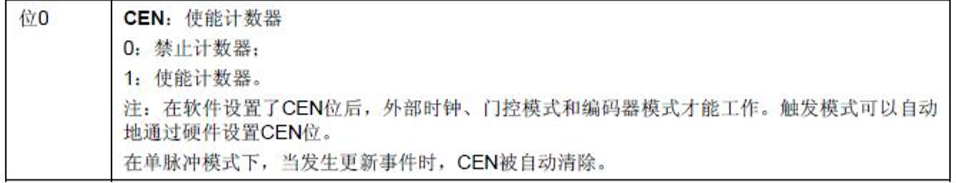 位0
CEN：使能计数器
0：禁止计数器；
1：使能计数器。
注：在软件设置了CEN位后，外部时钟、门控模式和编码器模式才能工作。触发模式可以自动
地通过硬件设置CEN位。
在单脉冲模式下，当发生更新事件时，CEN被自动清除。